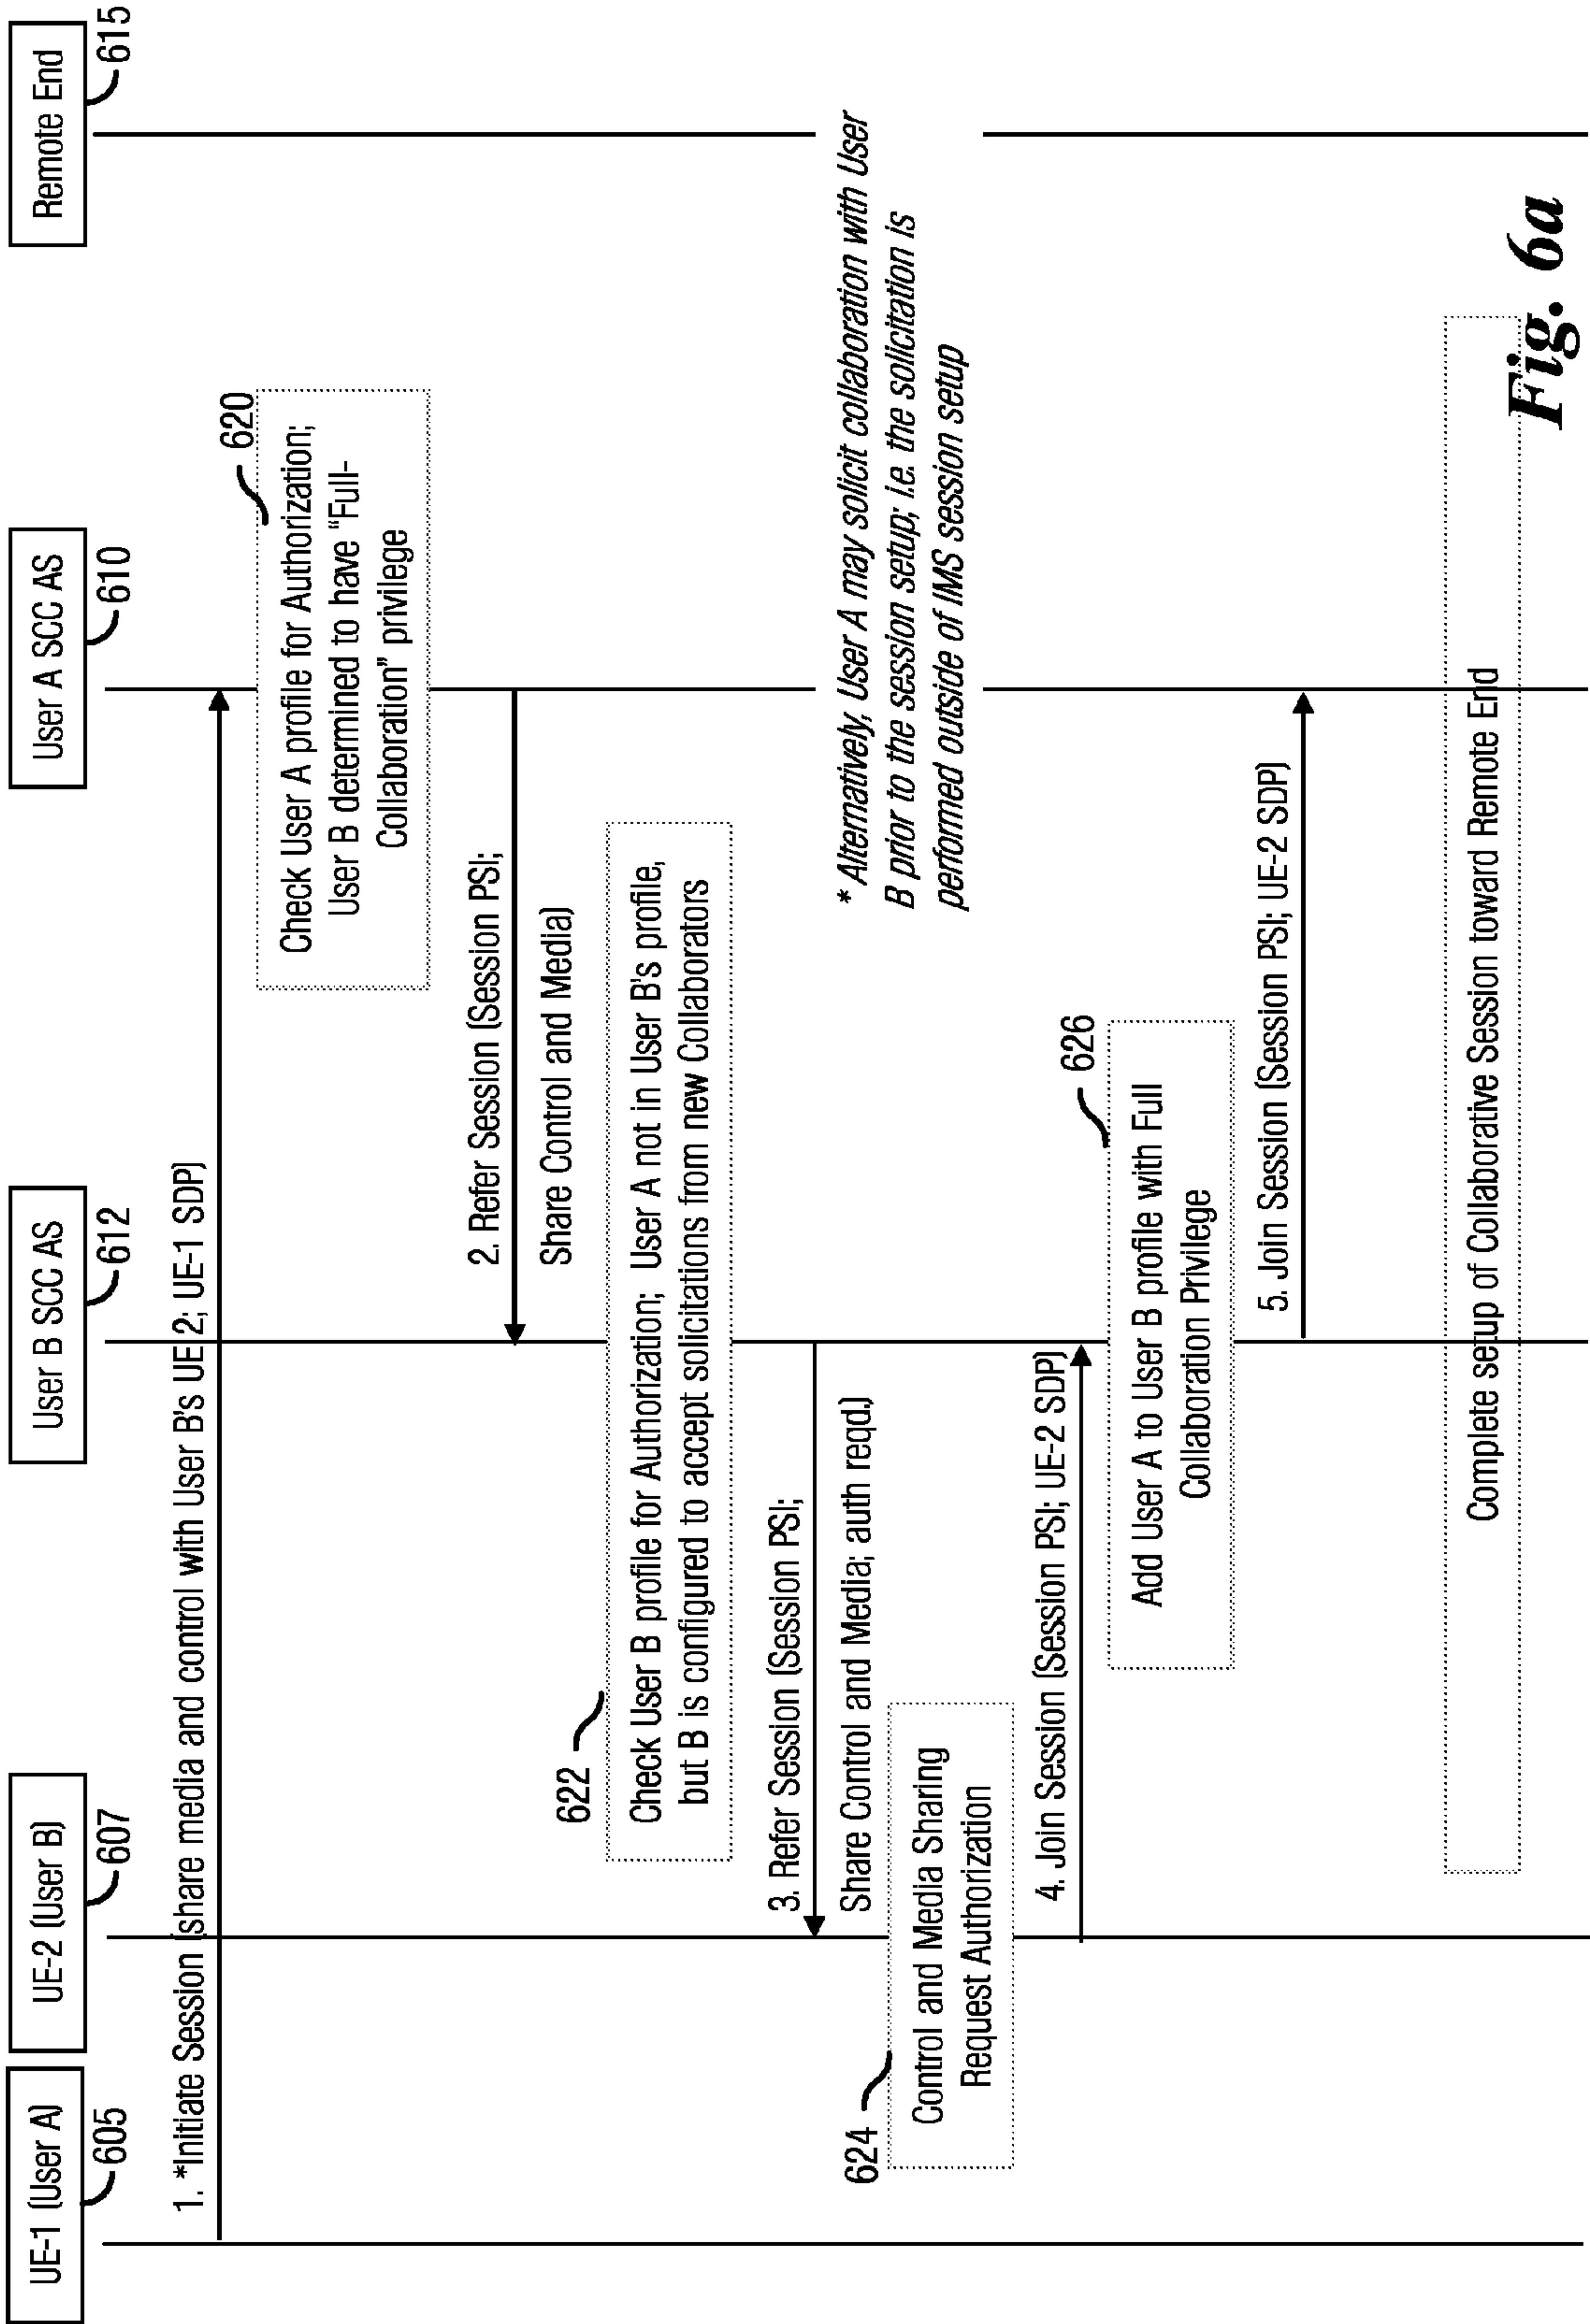 UE-1 (User A)
605
UE-2 (User B)
607
User B SCC AS
612
User A SCC AS
610
Remote End
615
1. *Initiate Session (share media and control with User B's UE 2; UE-1 SDP)
620
Check User A profile for Authorization;
User B determined to have “Full-
Collaboration” privilege
2. Refer Session (Session PSI;
Share Control and Media)
622
Check User B profile for Authorization; User A not in User B's profile,
but B is configured to accept solicitations from new Collaborators
3. Refer Session (Session PSI;
Share Control and Media; auth reqd.)
* Alternatively, User A may solicit collaboration with User
B prior to the session setup; i.e. the solicitation is
performed outside of IMS session setup
624
Control and Media Sharing
Request Authorization
4. Join Session (Session PSI; UE-2 SDP)
626
Add User A to User B profile with Full
Collaboration Privilege
5. Join Session (Session PSI; UE-2 SDP)
Complete setup of Collaborative Session toward Remote End
Fig. 6a